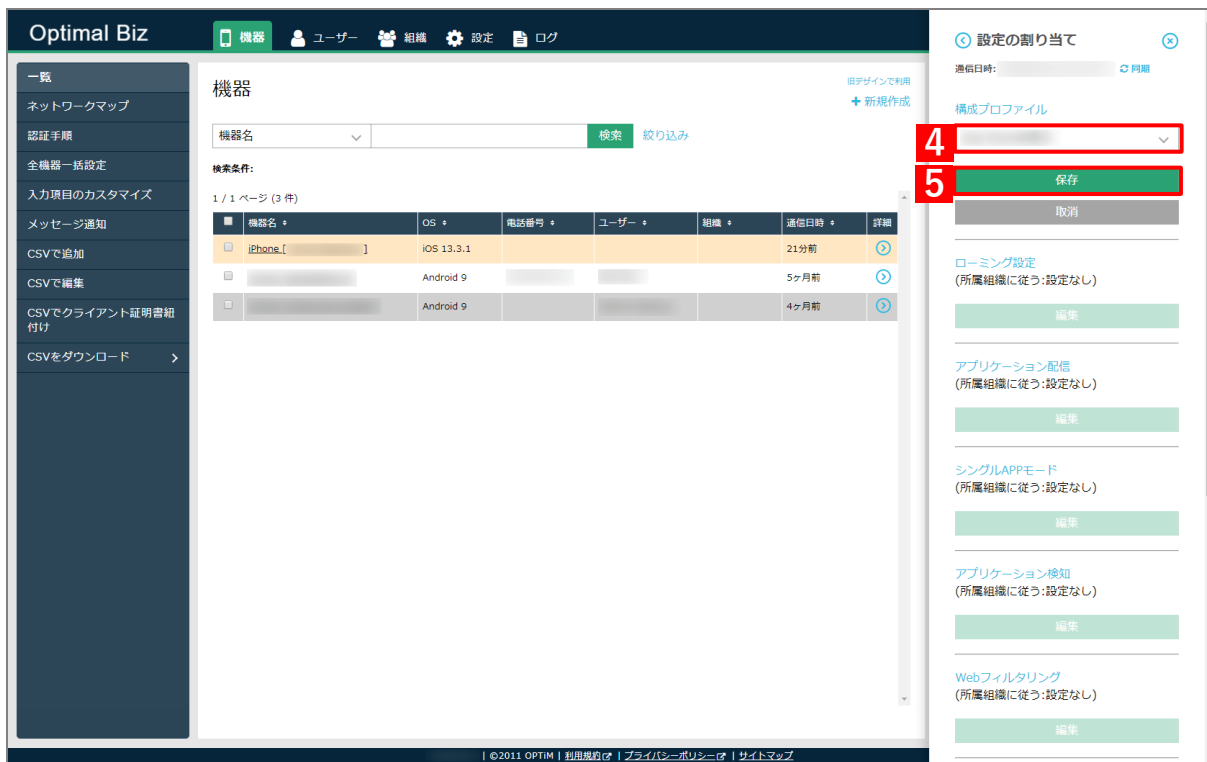 Optimal Biz
機器
ユーザー
組織
設定
ログ
一覧
ネットワークマップ
認証手順
全機器一括設定
入力項目のカスタマイズ
メッセージ通知
CSVで追加
CSVで編集
CSVでクライアント証明書紐
付け
CSVをダウンロード
機器
旧デザインで利用
新規作成
機器名
検索
絞り込み
検索条件:
1 / 1 ページ (3 件)
機器名 OS 電話番号 ユーザー 組織 通信日時 詳細
iPhone [ ] iOS 13.3.1 21分前
Android 9 5ヶ月前
Android 9 4ヶ月前
設定の割り当て
通信日時: 同期
構成プロファイル
4
5 保存
取消
ローミング設定
(所属組織に従う:設定なし)
編集
アプリケーション配信
(所属組織に従う:設定なし)
編集
シングルAPPモード
(所属組織に従う:設定なし)
編集
アプリケーション検知
(所属組織に従う:設定なし)
編集
Webフィルタリング
(所属組織に従う:設定なし)
編集
| ©2011 OPTiM | 利用規約 | プライバシーポリシー | サイトマップ